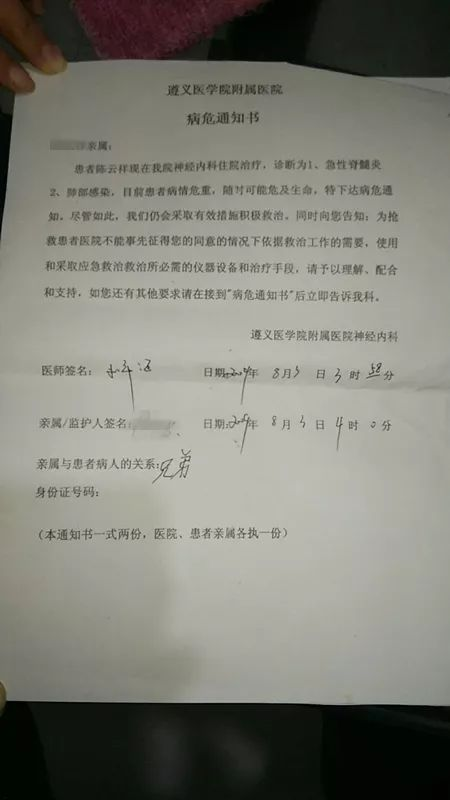 遵义医学院附属医院
病危通知书
亲属：
患者陈云祥现在我院神经内科住院治疗，诊断为1、急性脊髓炎
2、肺部感染，目前患者病情危重，随时可能危及生命，特下达病危通
知。尽管如此，我们仍会采取有效措施积极救治。同时向您告知：为抢
救患者医院不能事先征得您的同意的情况下依据救治工作的需要，使用
和采取应急救治救治所必需的仪器设备和治疗手段，请予以理解、配合
和支持，如您还有其他要求请在接到"病危通知书"后立即告诉我科。
遵义医学院附属医院神经内科
医师签名： 日期： 年 8月3日3时58分
亲属/监护人签名： 日期： 年 8月3日4时0分
亲属与患者病人的关系：兄弟
身份证号码：
（本通知书一式两份，医院、患者亲属各执一份）